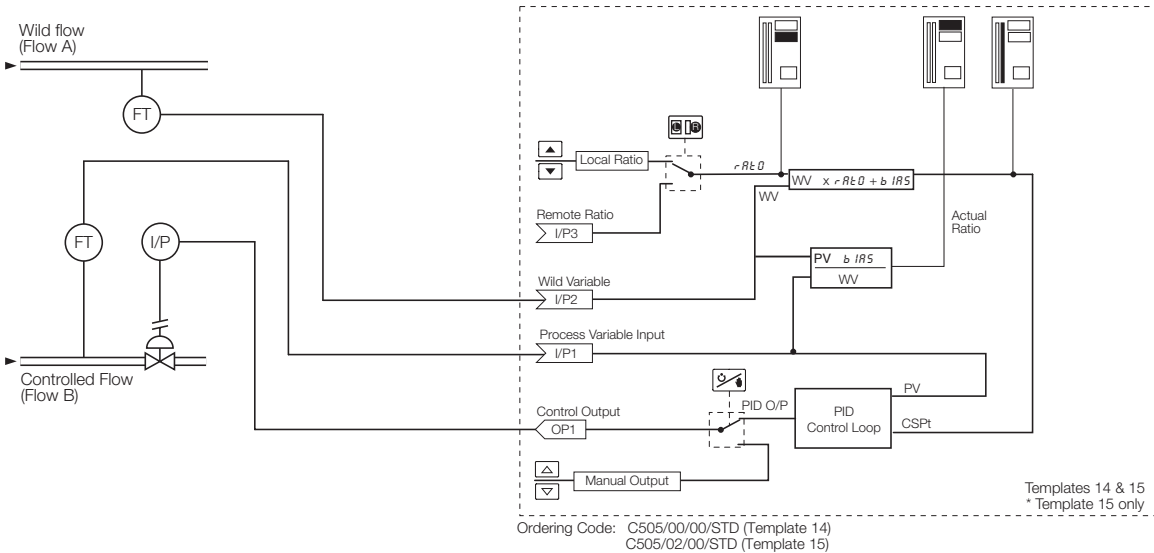 Wild flow
(Flow A)
FT
FT
I/P
Controlled Flow
(Flow B)
L R
Local Ratio
rAtO
WV x rAtO + bIAS
WV
Remote Ratio
I/P3
Actual
Ratio
PV bIAS
WV
Wild Variable
I/P2
Process Variable Input
I/P1
PV
Control Output
OP1
PID O/P
PID
Control Loop
CSPt
Manual Output
Templates 14 & 15
* Template 15 only
Ordering Code: C505/00/00/STD (Template 14)
C505/02/00/STD (Template 15)